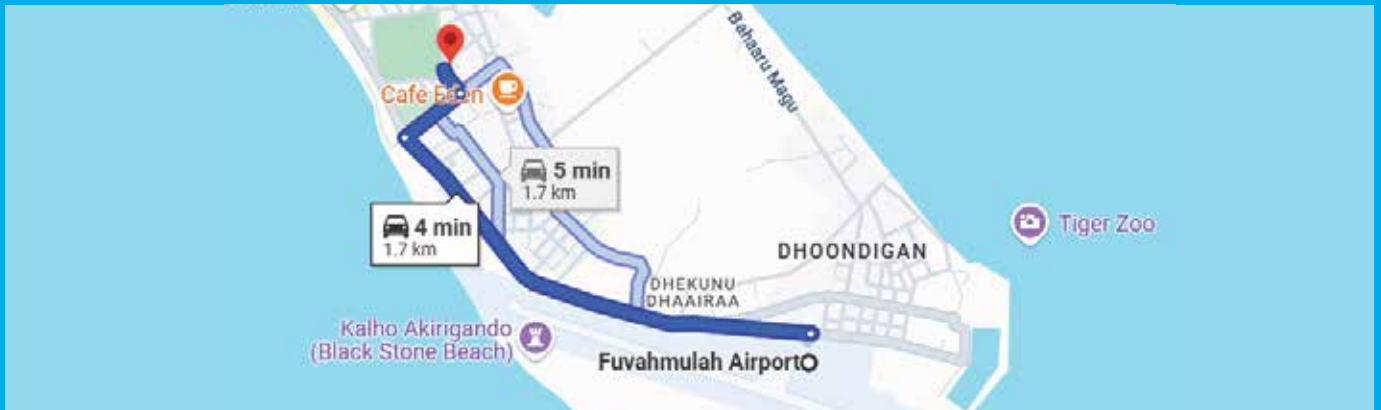 Bahaaru Magu
Cafe Eden
5 min
1.7 km
4 min
1.7 km
Tiger Zoo
DHOONDIGAN
DHEKUNU
DHAAIRAA
Kalho Akirigando
(Black Stone Beach)
Fuvahmulah Airport